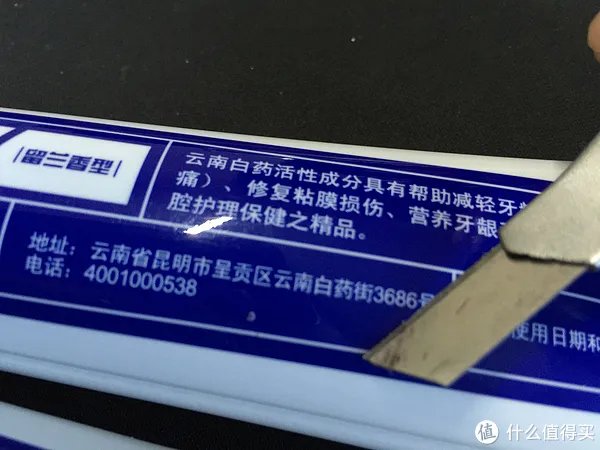 留兰香型
云南白药活性成分具有帮助减轻牙
痛）、修复粘膜损伤、营养牙龈
腔护理保健之精品。
地址：云南省昆明市呈贡区云南白药街3686号
电话：4001000538
使用日期和
值 什么值得买